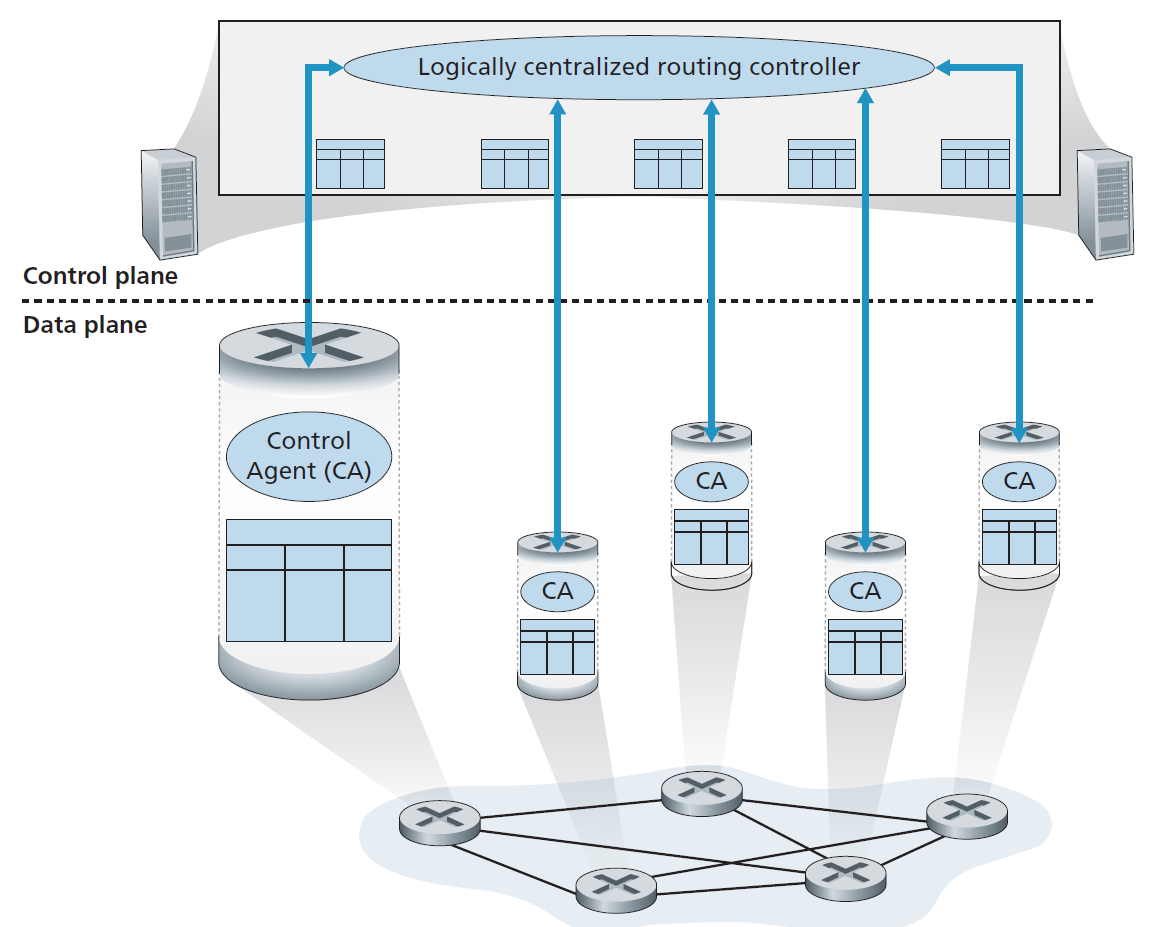 Logically centralized routing controller
Control plane
Data plane
Control
Agent (CA)
CA
CA
CA
CA